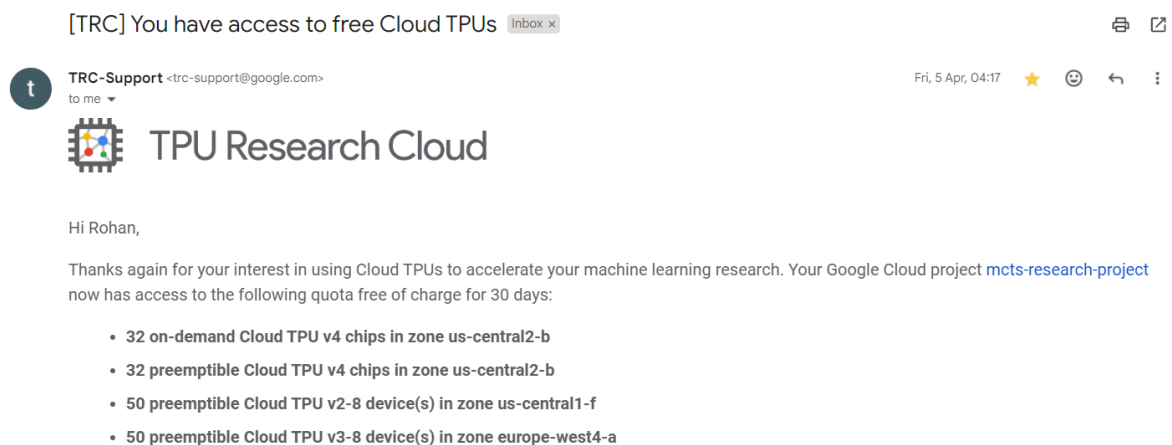 [TRC] You have access to free Cloud TPUs Inbox ×
t
TRC-Support <trc-support@google.com> Fri, 5 Apr, 04:17
to me
TPU Research Cloud
Hi Rohan,
Thanks again for your interest in using Cloud TPUs to accelerate your machine learning research. Your Google Cloud project mcts-research-project
now has access to the following quota free of charge for 30 days:
• 32 on-demand Cloud TPU v4 chips in zone us-central2-b
• 32 preemptible Cloud TPU v4 chips in zone us-central2-b
• 50 preemptible Cloud TPU v2-8 device(s) in zone us-central1-f
• 50 preemptible Cloud TPU v3-8 device(s) in zone europe-west4-a